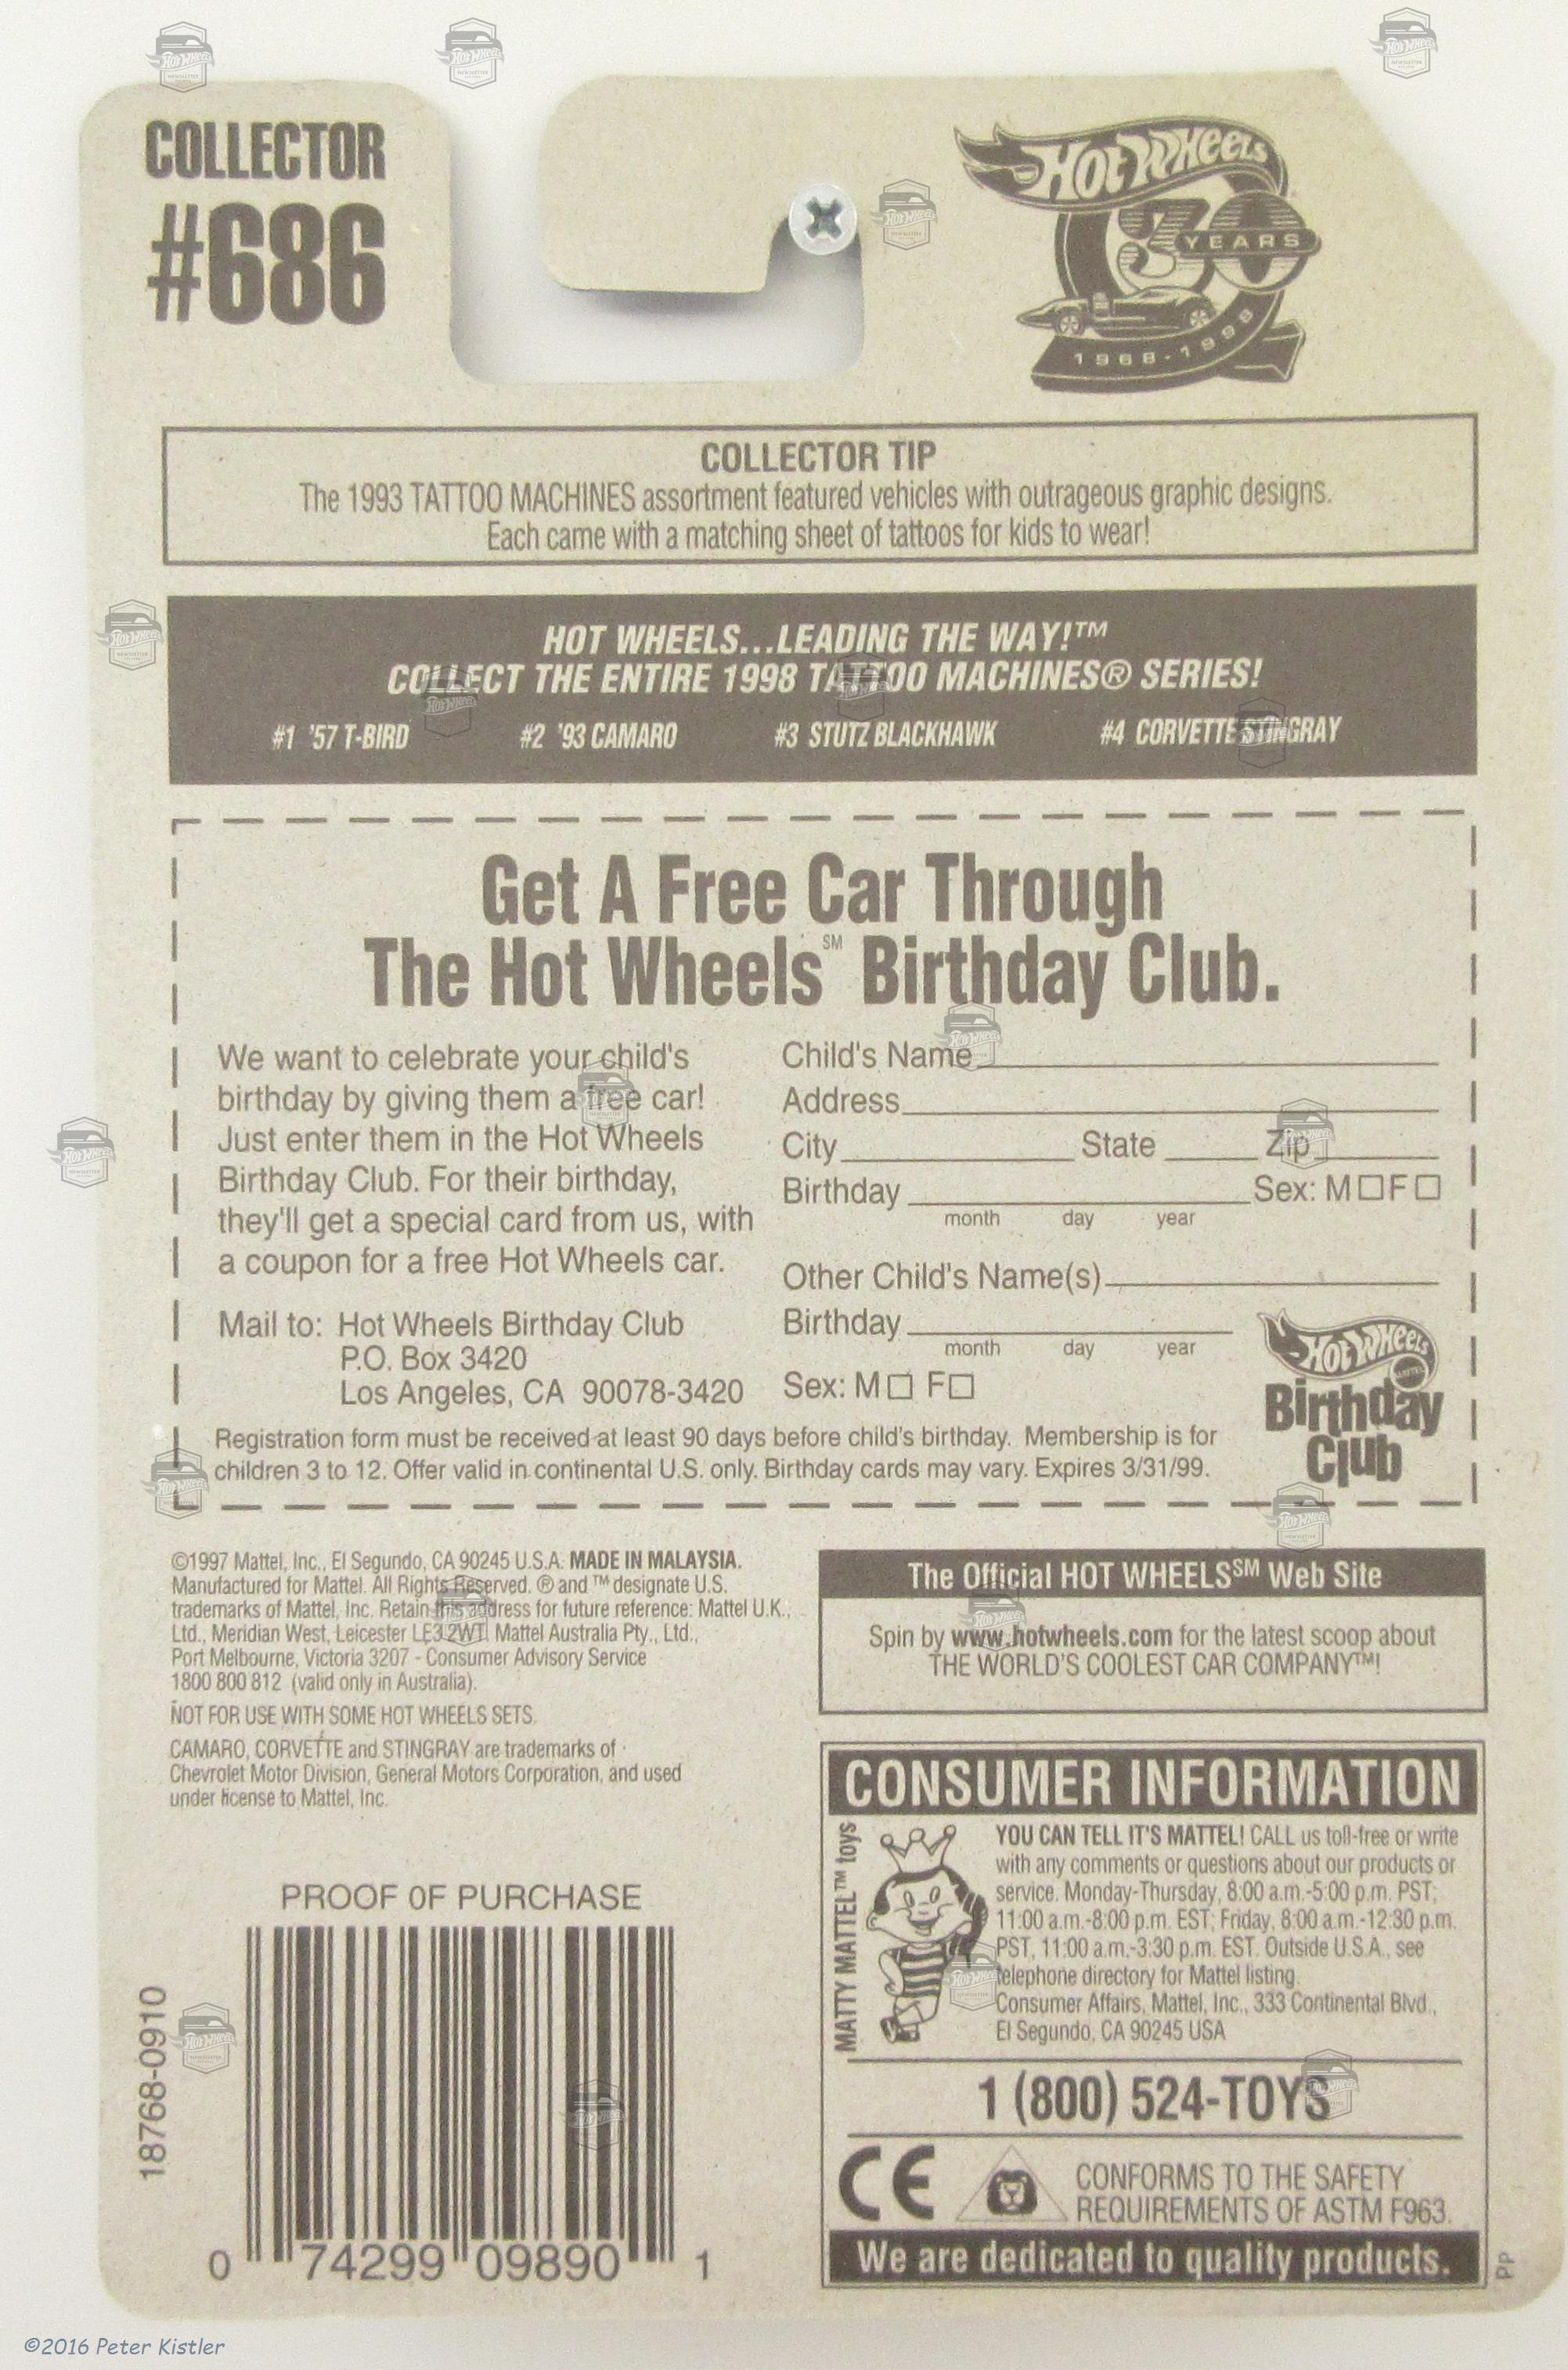 COLLECTOR
#686
HOT WHEELS
30
YEARS
1968-1998
COLLECTOR TIP
The 1993 TATTOO MACHINES assortment featured vehicles with outrageous graphic designs.
Each came with a matching sheet of tattoos for kids to wear!
HOT WHEELS...LEADING THE WAY!™
COLLECT THE ENTIRE 1998 TATTOO MACHINES® SERIES!
#1 '57 T-BIRD #2 '93 CAMARO #3 STUTZ BLACKHAWK #4 CORVETTE STINGRAY
Get A Free Car Through
The Hot Wheels℠ Birthday Club.
We want to celebrate your child's
birthday by giving them a free car!
Just enter them in the Hot Wheels
Birthday Club. For their birthday,
they'll get a special card from us, with
a coupon for a free Hot Wheels car.
Mail to: Hot Wheels Birthday Club
P.O. Box 3420
Los Angeles, CA 90078-3420
Child's Name
Address
City State Zip
Birthday Sex: M☐ F☐
month day year
Other Child's Name(s)
Birthday
month day year
Sex: M☐ F☐
HOT WHEELS
Birthday
Club
Registration form must be received at least 90 days before child's birthday. Membership is for
children 3 to 12. Offer valid in continental U.S. only. Birthday cards may vary. Expires 3/31/99.
©1997 Mattel, Inc., El Segundo, CA 90245 U.S.A. MADE IN MALAYSIA.
Manufactured for Mattel. All Rights Reserved. ® and ™ designate U.S.
trademarks of Mattel, Inc. Retain this address for future reference: Mattel U.K.,
Ltd., Meridian West, Leicester LE3 2WT. Mattel Australia Pty., Ltd.,
Port Melbourne, Victoria 3207 - Consumer Advisory Service
1800 800 812 (valid only in Australia).
NOT FOR USE WITH SOME HOT WHEELS SETS.
CAMARO, CORVETTE and STINGRAY are trademarks of
Chevrolet Motor Division, General Motors Corporation, and used
under license to Mattel, Inc.
PROOF OF PURCHASE
18768-0910
0 74299 09890 1
The Official HOT WHEELS℠ Web Site
Spin by www.hotwheels.com for the latest scoop about
THE WORLD'S COOLEST CAR COMPANY™!
CONSUMER INFORMATION
MATTY MATTEL™ toys
YOU CAN TELL IT'S MATTEL! CALL us toll-free or write
with any comments or questions about our products or
service. Monday-Thursday, 8:00 a.m.-5:00 p.m. PST;
11:00 a.m.-8:00 p.m. EST; Friday, 8:00 a.m.-12:30 p.m.
PST, 11:00 a.m.-3:30 p.m. EST. Outside U.S.A., see
telephone directory for Mattel listing.
Consumer Affairs, Mattel, Inc., 333 Continental Blvd.,
El Segundo, CA 90245 USA
1 (800) 524-TOYS
CE
CONFORMS TO THE SAFETY
REQUIREMENTS OF ASTM F963.
We are dedicated to quality products.
PP
©2016 Peter Kistler